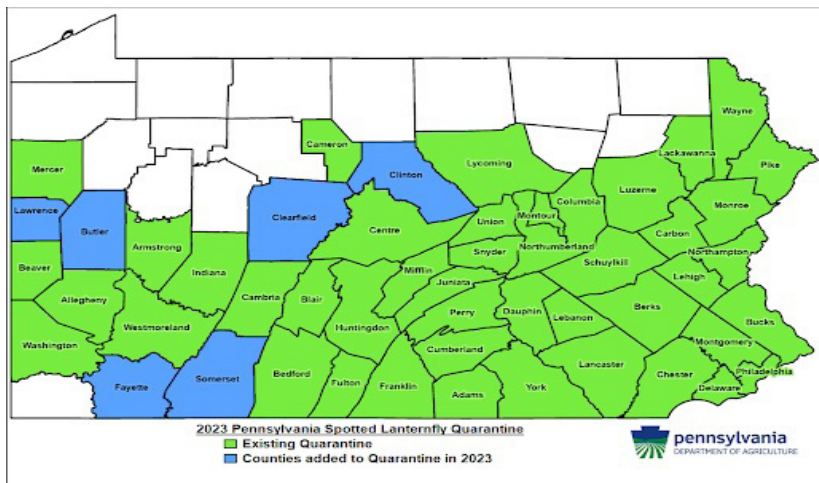 Wayne
Cameron
Lackawanna
Mercer
Clinton
Lycoming
Pike
Luzerne
Lawrence
Clearfield
Columbia
Monroe
Butler
Union
Montour
Centre
Carbon
Armstrong
Snyder
Northumberland
Northampton
Beaver
Indiana
Mifflin
Schuylkill
Lehigh
Juniata
Allegheny
Cambria
Blair
Berks
Perry
Dauphin
Lebanon
Bucks
Westmoreland
Huntingdon
Washington
Cumberland
Montgomery
Lancaster
Philadelphia
Bedford
Chester
Fayette
Somerset
Fulton
Franklin
Adams
York
Delaware
2023 Pennsylvania Spotted Lanternfly Quarantine
Existing Quarantine
Counties added to Quarantine in 2023
pennsylvania
DEPARTMENT OF AGRICULTURE